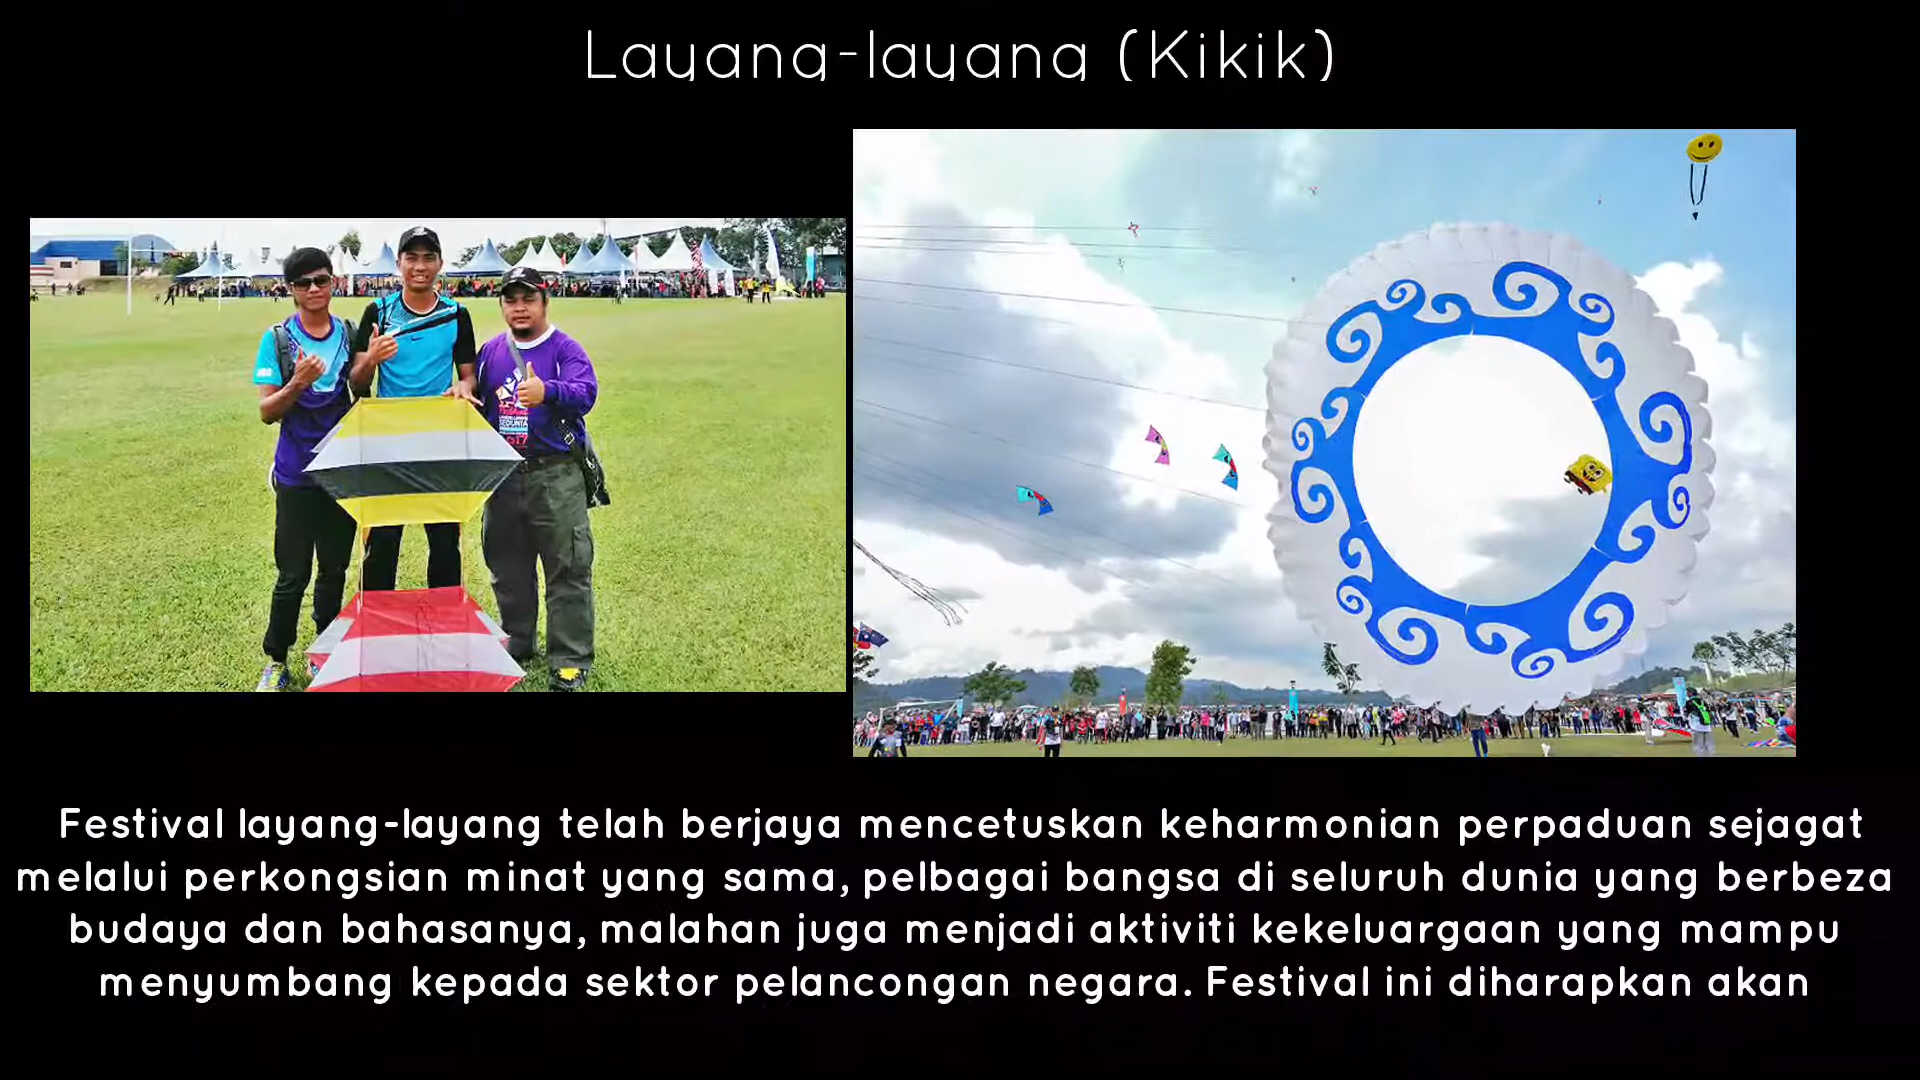 Layang-layang (Kikik)
SEDUNIA
2017
Festival layang-layang telah berjaya mencetuskan keharmonian perpaduan sejagat
melalui perkongsian minat yang sama, pelbagai bangsa di seluruh dunia yang berbeza
budaya dan bahasanya, malahan juga menjadi aktiviti kekeluargaan yang mampu
menyumbang kepada sektor pelancongan negara. Festival ini diharapkan akan